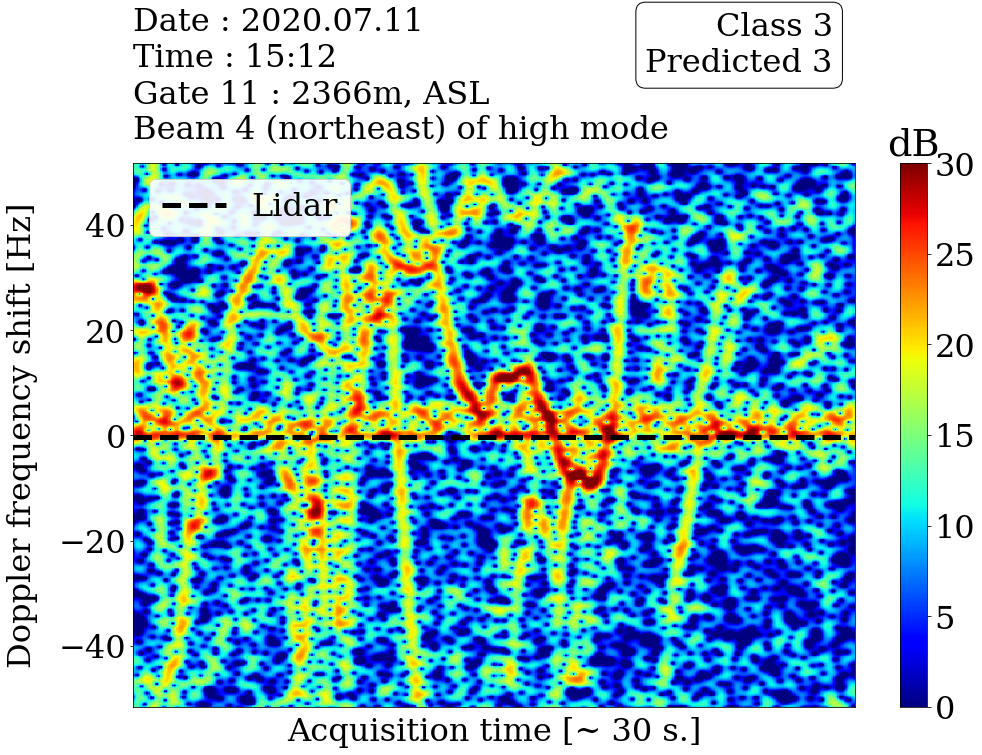 Date : 2020.07.11
Time : 15:12
Gate 11 : 2366m, ASL
Beam 4 (northeast) of high mode
Class 3
Predicted 3
dB
Lidar
Doppler frequency shift [Hz]
40
20
0
−20
−40
Acquisition time [~ 30 s.]
30
25
20
15
10
5
0